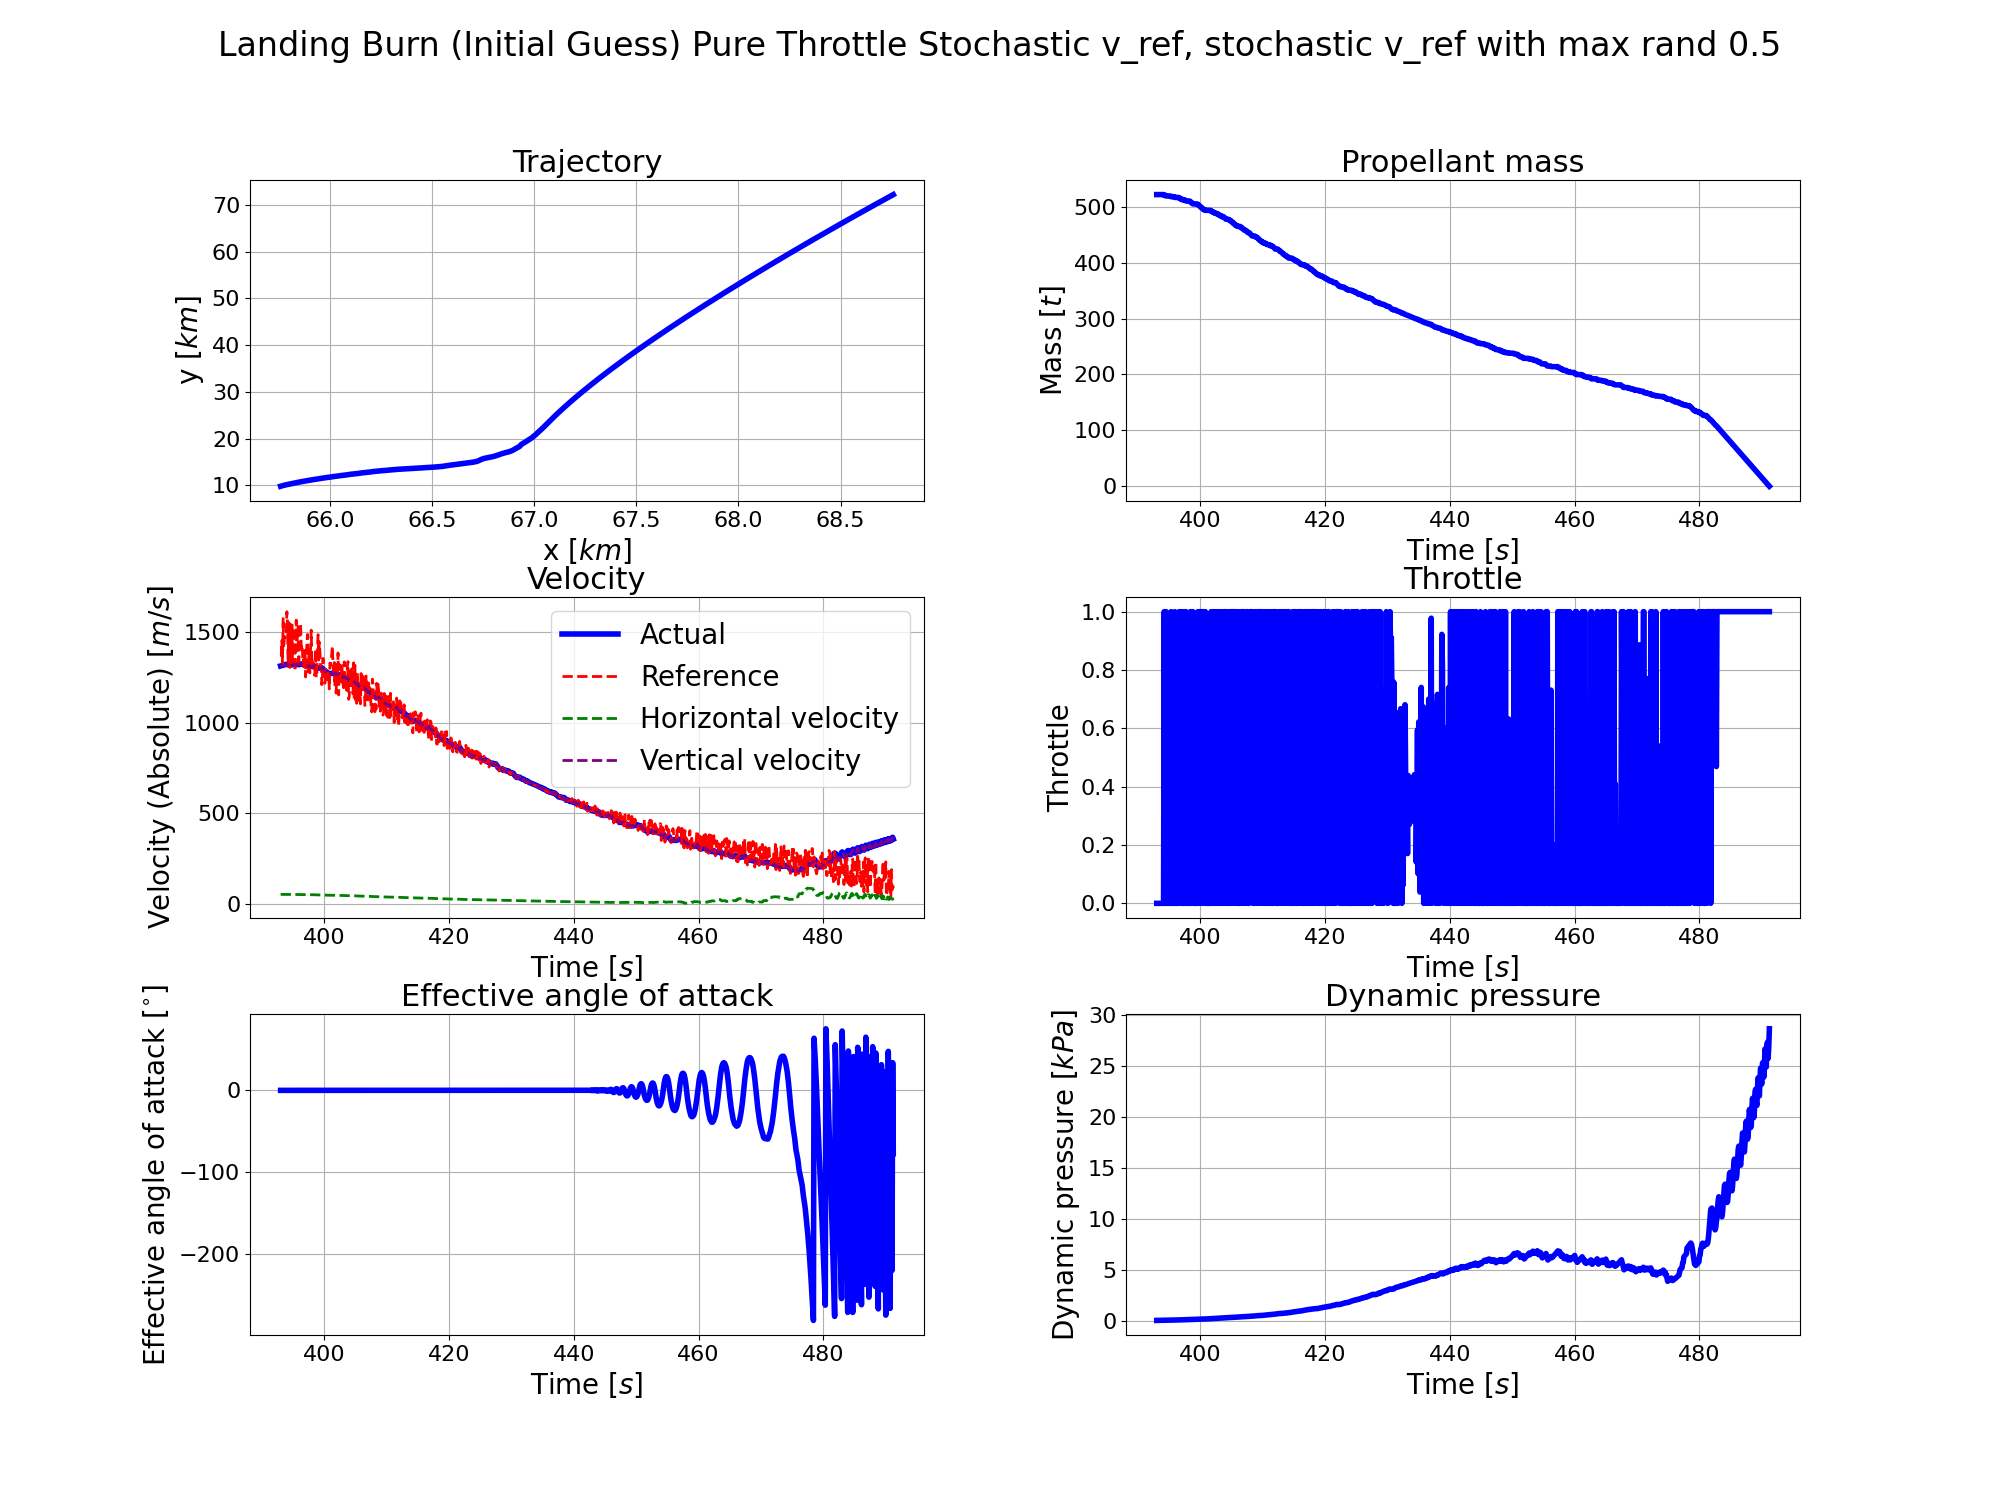 Landing Burn (Initial Guess) Pure Throttle Stochastic v_ref, stochastic v_ref with max rand 0.5
Trajectory
y [km]
70
60
50
40
30
20
10
66.0 66.5 67.0 67.5 68.0 68.5
x [km]
Propellant mass
Mass [t]
500
400
300
200
100
0
400 420 440 460 480
Time [s]
Velocity
Velocity (Absolute) [m/s]
1500
1000
500
0
Actual
Reference
Horizontal velocity
Vertical velocity
400 420 440 460 480
Time [s]
Throttle
Throttle
1.0
0.8
0.6
0.4
0.2
0.0
400 420 440 460 480
Time [s]
Effective angle of attack
Effective angle of attack [°]
0
−100
−200
400 420 440 460 480
Time [s]
Dynamic pressure
Dynamic pressure [kPa]
30
25
20
15
10
5
0
400 420 440 460 480
Time [s]